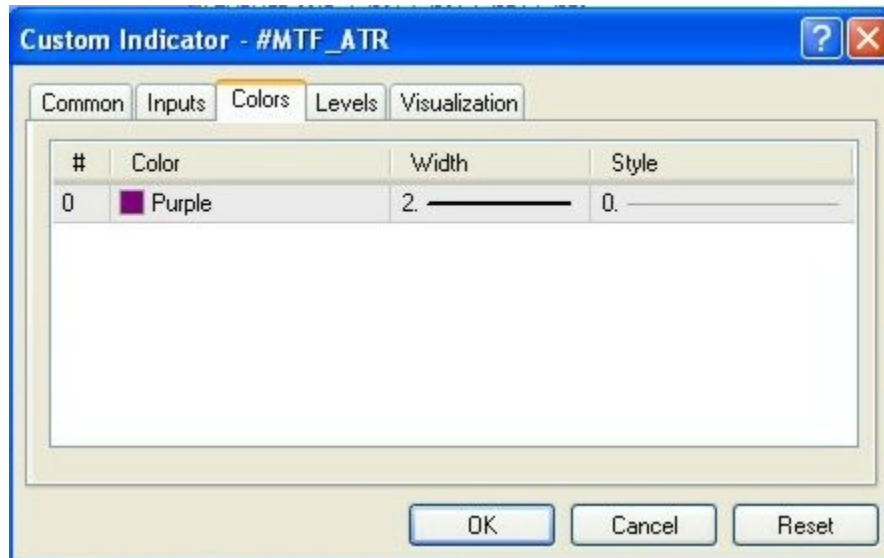 Custom Indicator - #MTF_ATR
Common Inputs Colors Levels Visualization
# Color Width Style
0 Purple 2. 0.
OK Cancel Reset